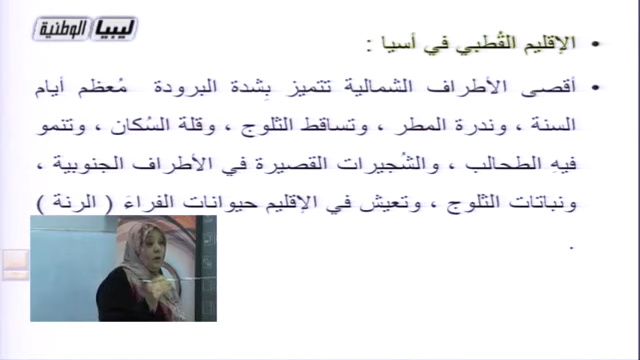 ليبيا الوطنية
• الإقليم القُطبي في أسيا :
• أقصى الأطراف الشمالية تتميز بِشدة البرودة مُعظم أيام
السنة ، وندرة المطر ، وتساقط الثلوج ، وقلة السُكان ، وتنمو
فيهِ الطحالب ، والشُجيرات القصيرة في الأطراف الجنوبية ،
ونباتات الثلوج ، وتعيش في الإقليم حيوانات الفراءَ ( الرنة )
.